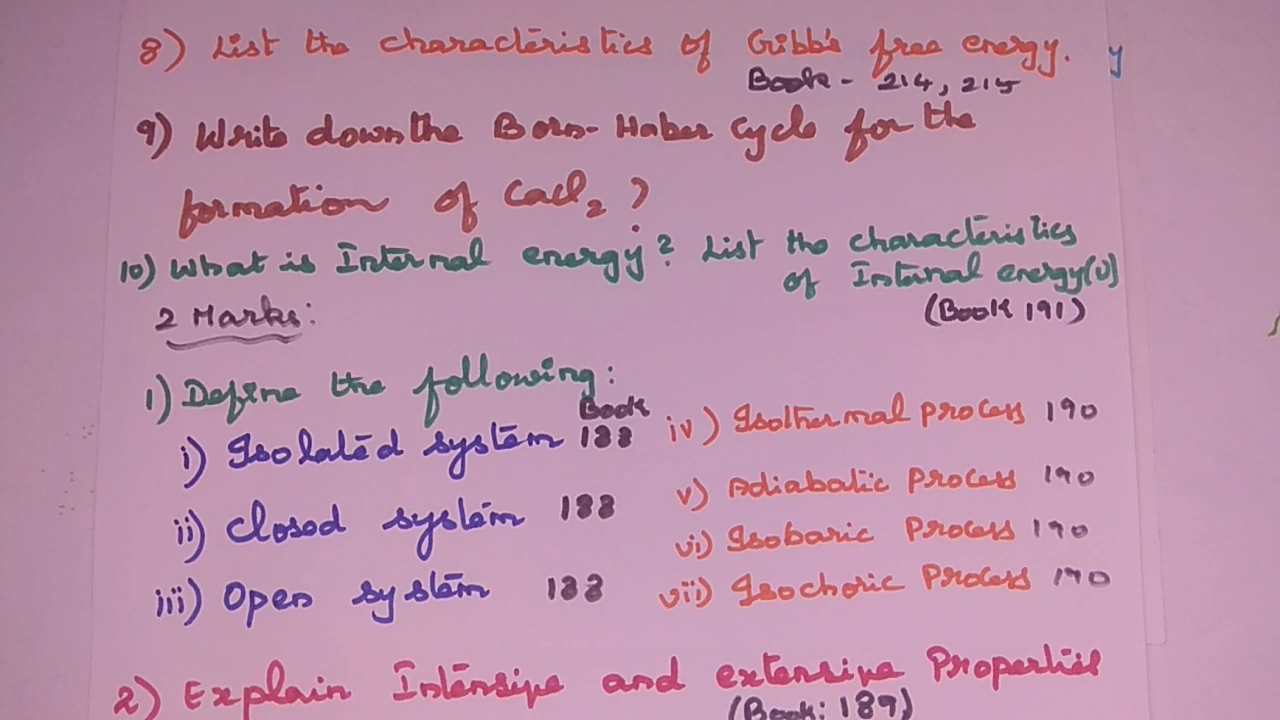 8) List the characteristics of Gibb's free energy. y
Book - 214, 215
9) Write down the Born-Haber cycle for the
formation of CaCl2 ?
10) What is Internal energy? List the characteristics
of Internal energy(U)
(Book 191)
2 Marks:
1) Define the following:
Book
i) Isolated system 188
ii) Closed system 188
iii) Open system 188
iv) Isothermal process 190
v) Adiabatic process 190
vi) Isobaric Process 190
vii) Isochoric Process 190
2) Explain Intensive and extensive Properties
(Book: 189)